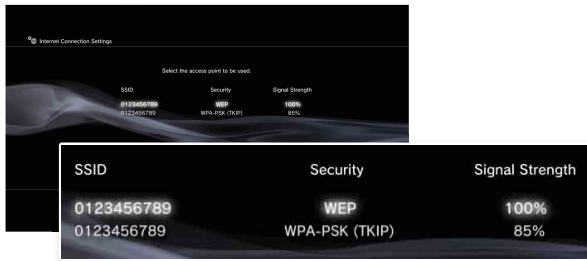 Internet Connection Settings
Select the access point to be used.
SSID Security Signal Strength
0123456789 WEP 100%
0123456789 WPA-PSK (TKIP) 85%
SSID Security Signal Strength
0123456789 WEP 100%
0123456789 WPA-PSK (TKIP) 85%